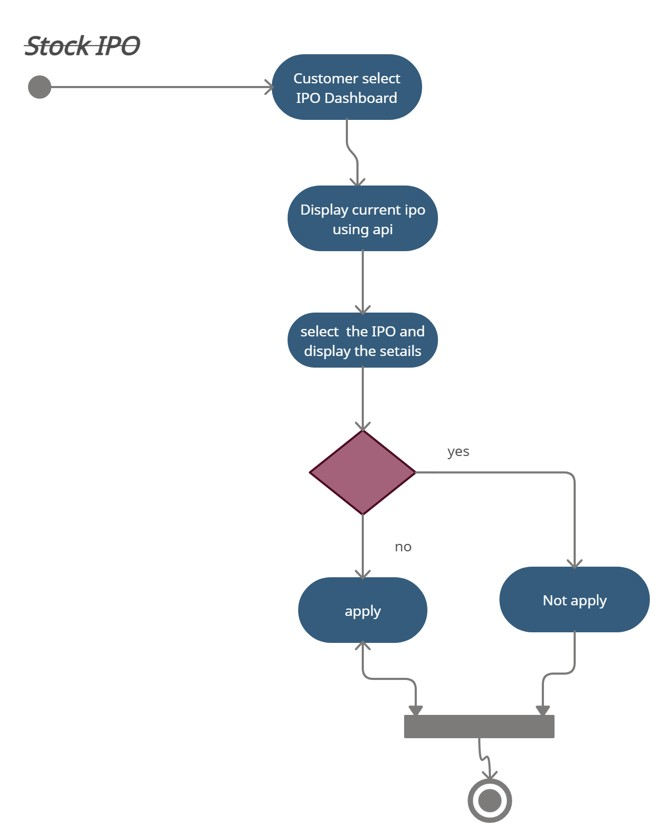 Stock IPO
Customer select
IPO Dashboard
Display current ipo
using api
select the IPO and
display the setails
yes
no
apply
Not apply